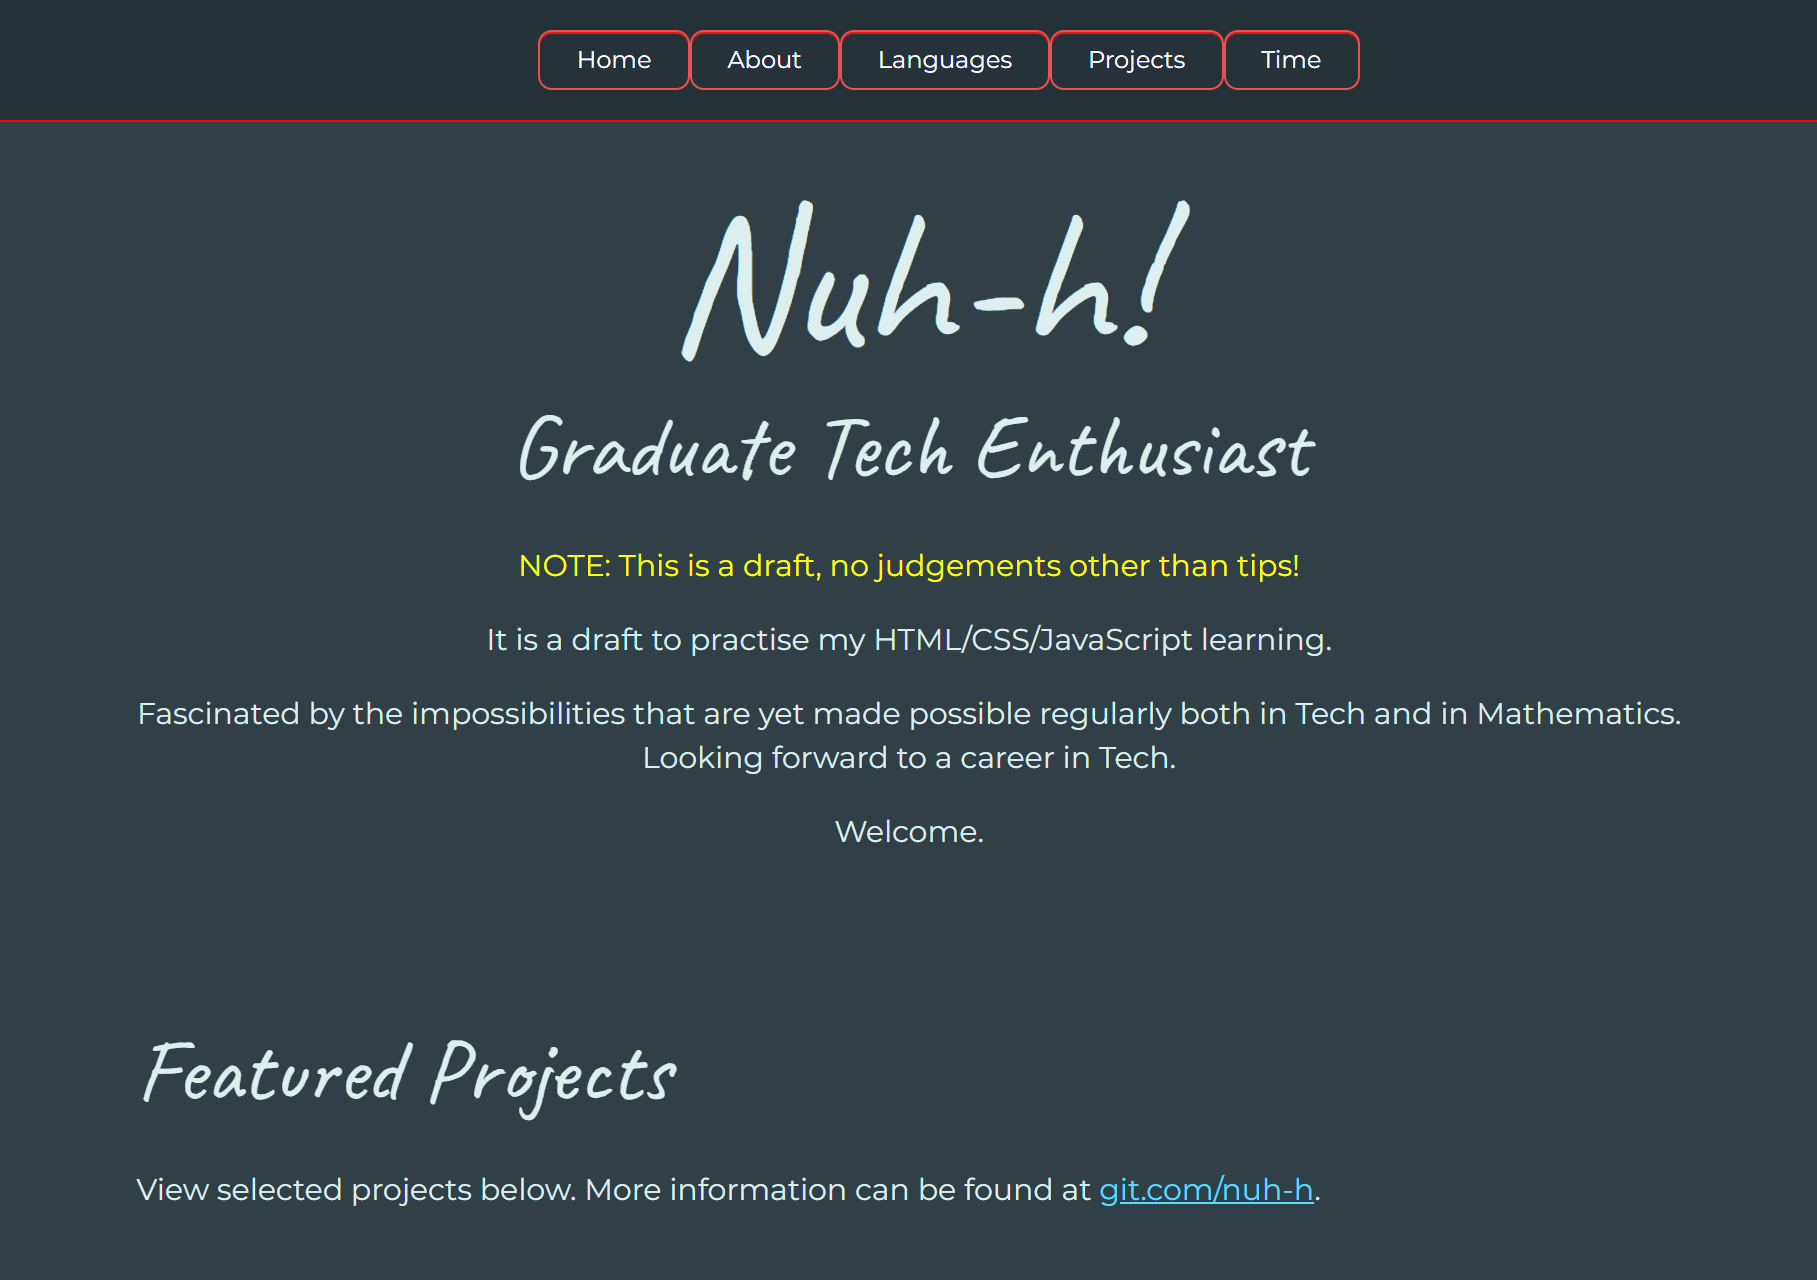 Home About Languages Projects Time
Nuh-h!
Graduate Tech Enthusiast
NOTE: This is a draft, no judgements other than tips!
It is a draft to practise my HTML/CSS/JavaScript learning.
Fascinated by the impossibilities that are yet made possible regularly both in Tech and in Mathematics.
Looking forward to a career in Tech.
Welcome.
Featured Projects
View selected projects below. More information can be found at git.com/nuh-h.